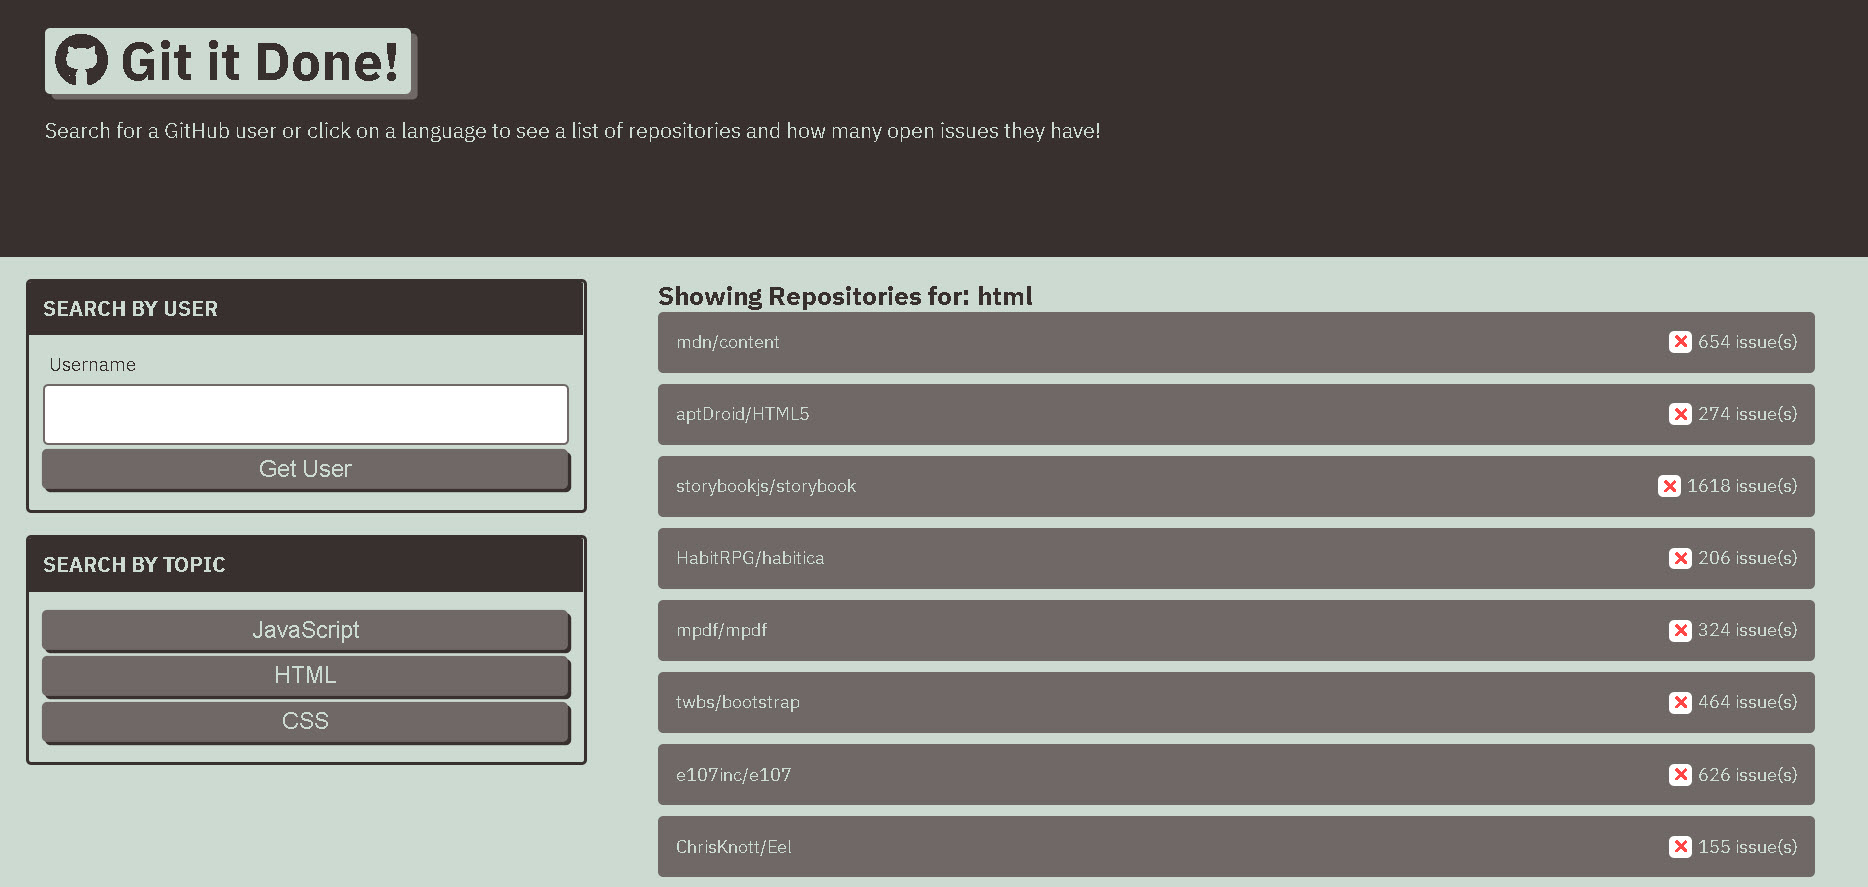 Git it Done!
Search for a GitHub user or click on a language to see a list of repositories and how many open issues they have!
SEARCH BY USER
Username
Get User
SEARCH BY TOPIC
JavaScript
HTML
CSS
Showing Repositories for: html
mdn/content 654 issue(s)
aptDroid/HTML5 274 issue(s)
storybookjs/storybook 1618 issue(s)
HabitRPG/habitica 206 issue(s)
mpdf/mpdf 324 issue(s)
twbs/bootstrap 464 issue(s)
e107inc/e107 626 issue(s)
ChrisKnott/Eel 155 issue(s)